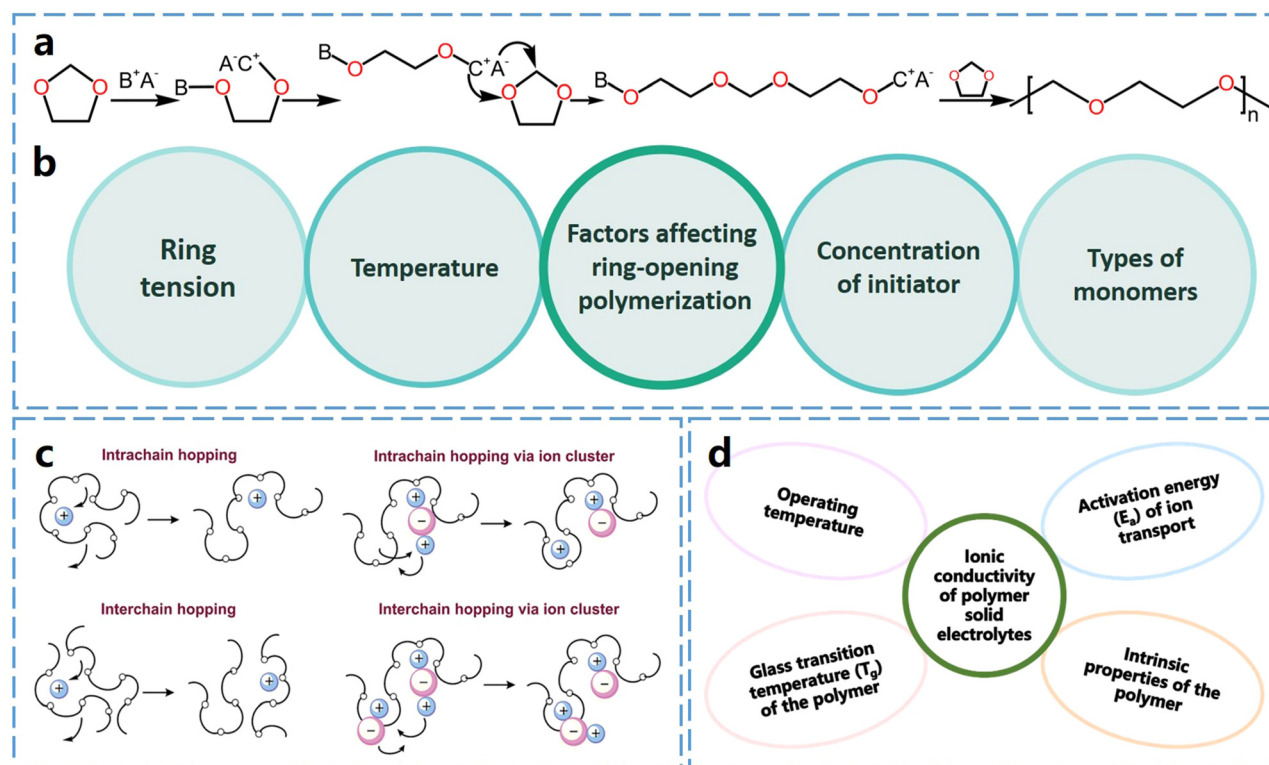 a
B⁺A⁻
O O
A⁻C⁺
B O O
B O O C⁺A⁻
O O
B O O O O C⁺A⁻
O O
[ O O ]n
b
Ring
tension
Temperature
Factors affecting
ring-opening
polymerization
Concentration
of initiator
Types of
monomers
c
Intrachain hopping
+
+
Intrachain hopping via ion cluster
+
−
+
+
−
+
Interchain hopping
+
+
Interchain hopping via ion cluster
+
−
+
+
−
+
−
+
−
+
d
Operating
temperature
Activation energy
(Eₐ) of ion
transport
Ionic
conductivity
of polymer
solid
electrolytes
Glass transition
temperature (Tg)
of the polymer
Intrinsic
properties of the
polymer